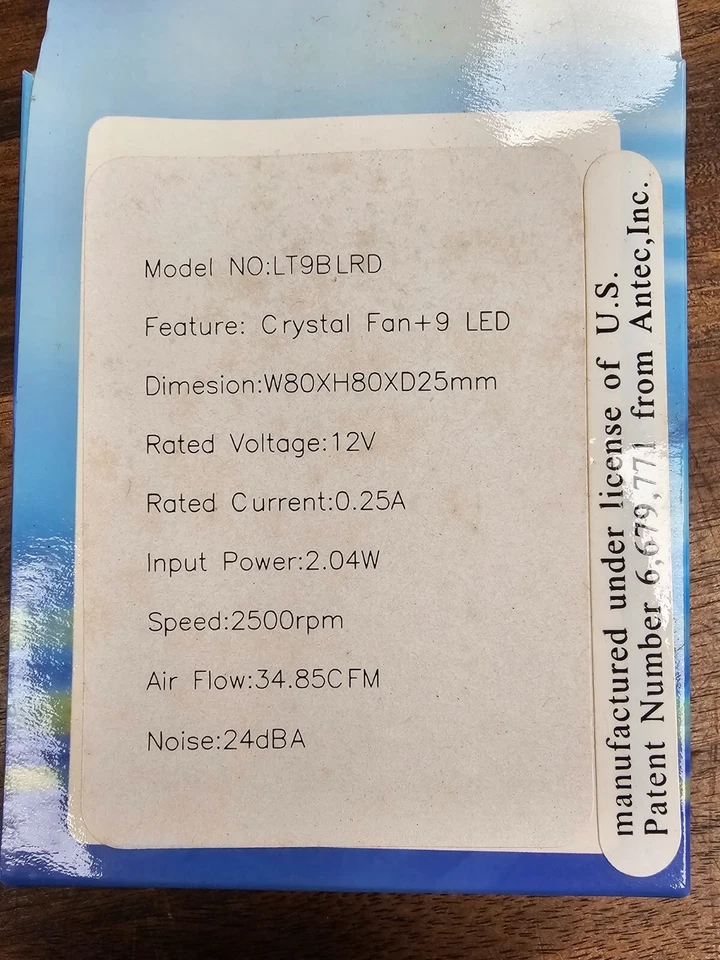 Model NO:LT9BLRD
Feature: Crystal Fan+9 LED
Dimesion:W80XH80XD25mm
Rated Voltage:12V
Rated Current:0.25A
Input Power:2.04W
Speed:2500rpm
Air Flow:34.85CFM
Noise:24dBA
manufactured under license of U.S.
Patent Number 6,679,771 from Antec,Inc.